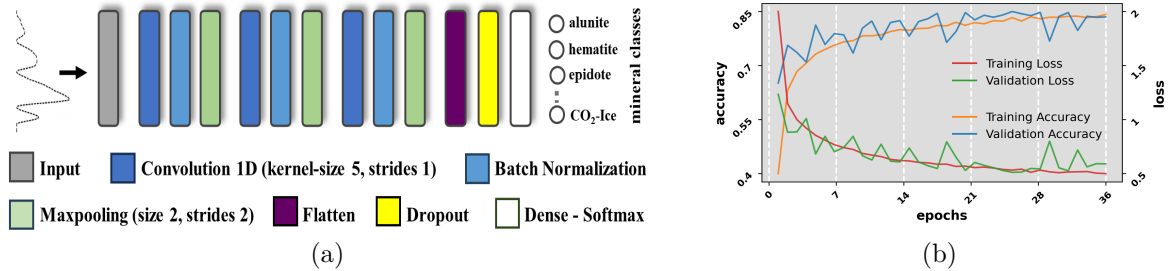 alunite
hematite
epidote
CO₂-Ice
mineral classes
Input
Convolution 1D (kernel-size 5, strides 1)
Batch Normalization
Maxpooling (size 2, strides 2)
Flatten
Dropout
Dense - Softmax
(a)
0.85
0.7
0.55
0.4
accuracy
Training Loss
Validation Loss
Training Accuracy
Validation Accuracy
2
1.5
1
0.5
loss
0 7 14 21 28 36
epochs
(b)